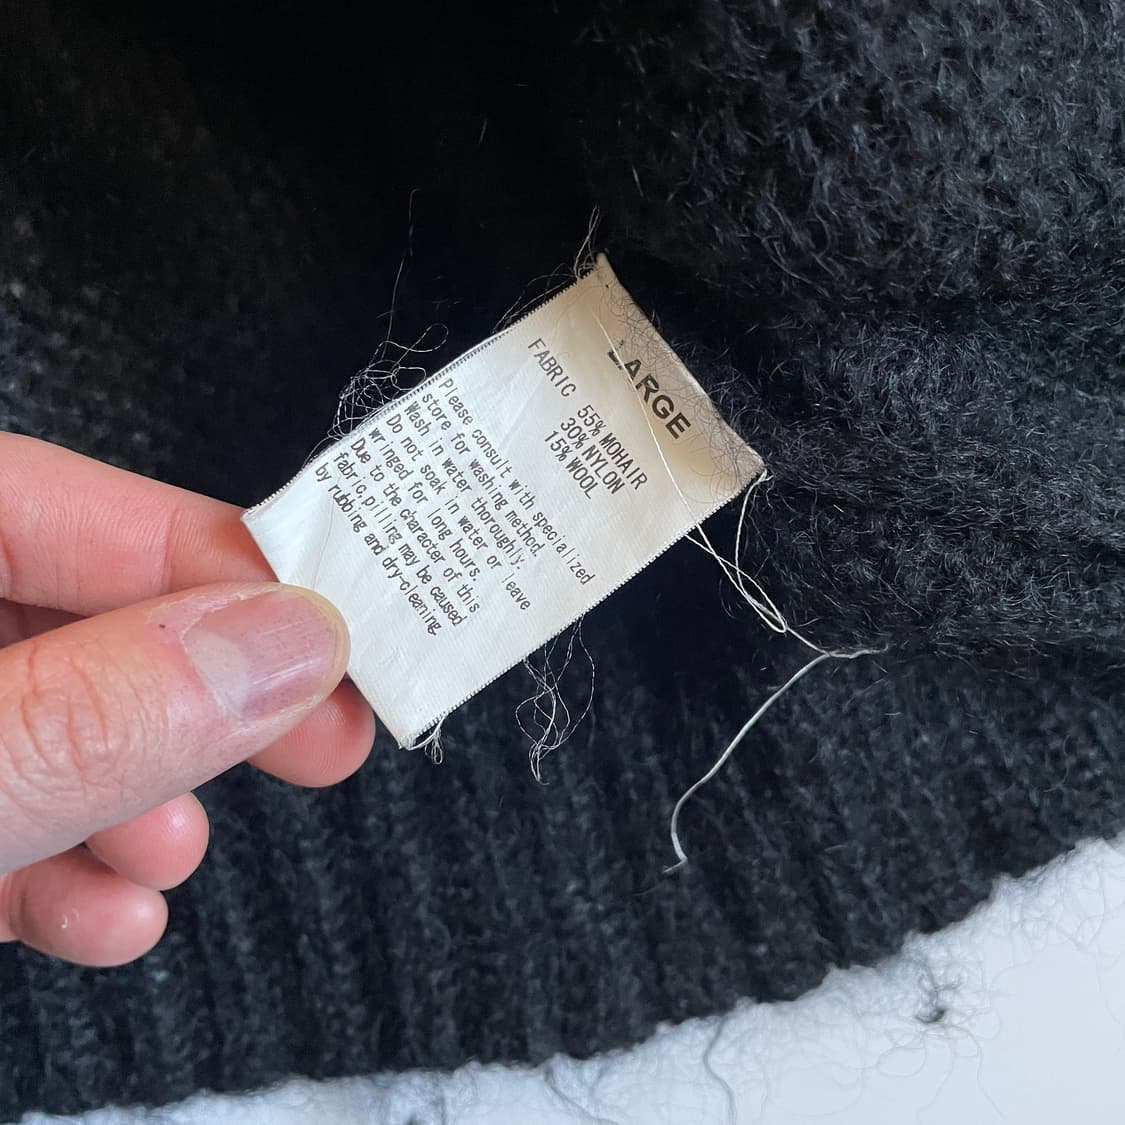 LARGE
FABRIC 55% MOHAIR
30% NYLON
15% WOOL
Please consult with specialized
store for washing method.
Wash in water thoroughly.
Do not soak in water or leave
wringed for long hours.
Due to the character of this
fabric, pilling may be caused
by rubbing and dry-cleaning.